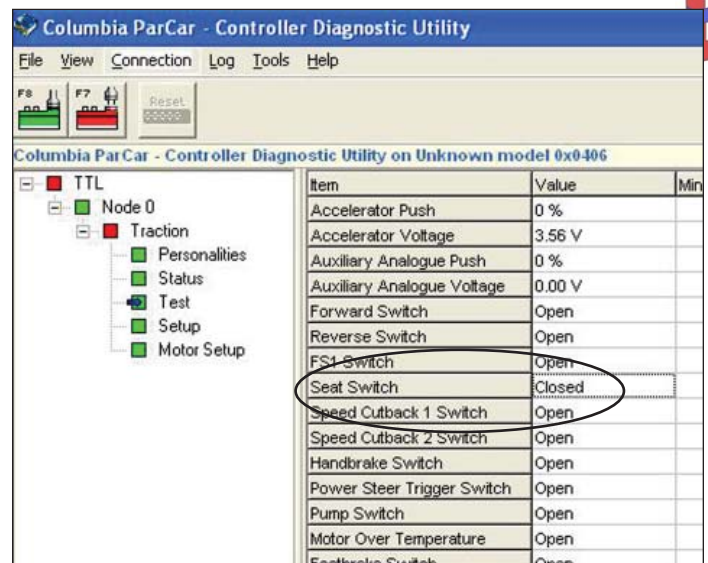 Columbia ParCar - Controller Diagnostic Utility
File View Connection Log Tools Help
F8 F7 Reset
Columbia ParCar - Controller Diagnostic Utility on Unknown model 0x0406
TTL
Node 0
Traction
Personalities
Status
Test
Setup
Motor Setup
Item Value Min
Accelerator Push 0 %
Accelerator Voltage 3.56 V
Auxiliary Analogue Push 0 %
Auxiliary Analogue Voltage 0.00 V
Forward Switch Open
Reverse Switch Open
FS1 Switch Open
Seat Switch Closed
Speed Cutback 1 Switch Open
Speed Cutback 2 Switch Open
Handbrake Switch Open
Power Steer Trigger Switch Open
Pump Switch Open
Motor Over Temperature Open
Footbrake Switch Open